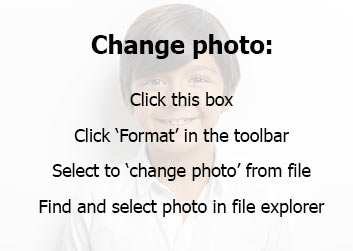 Change photo:
Click this box
Click ‘Format’ in the toolbar
Select to ‘change photo’ from file
Find and select photo in file explorer